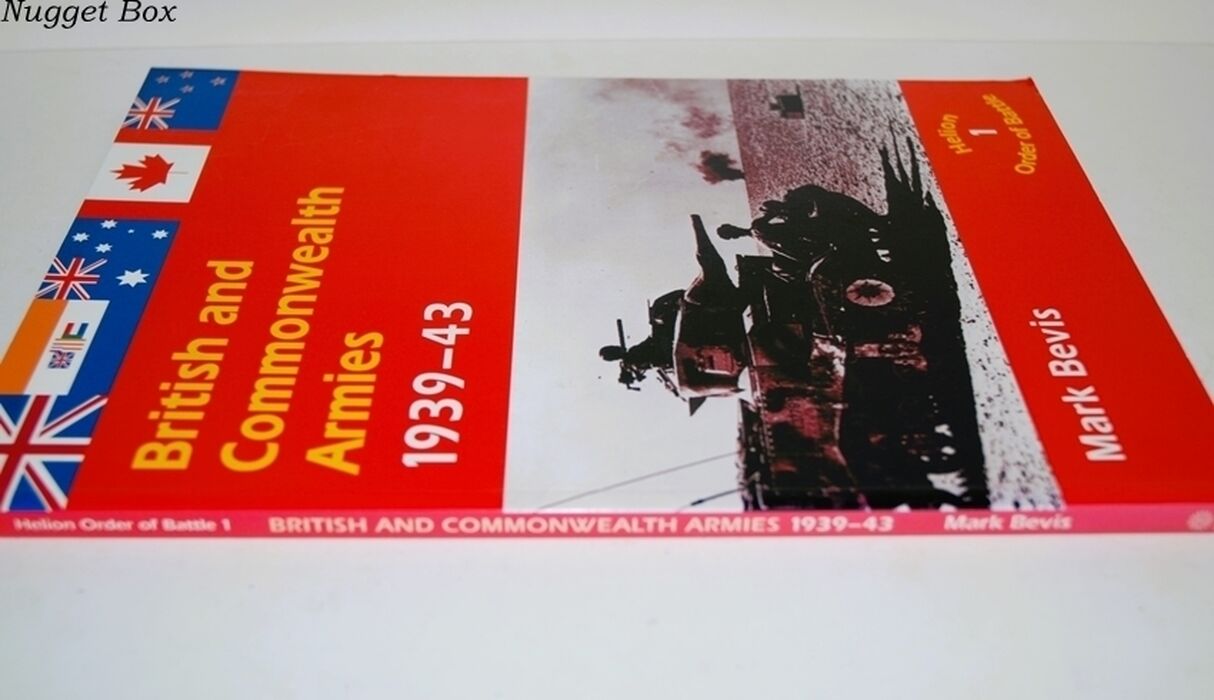 Nugget Box
British and
Commonwealth
Armies
1939–43
Helion
1
Order of Battle
Mark Bevis
Helion Order of Battle 1 BRITISH AND COMMONWEALTH ARMIES 1939–43 Mark Bevis